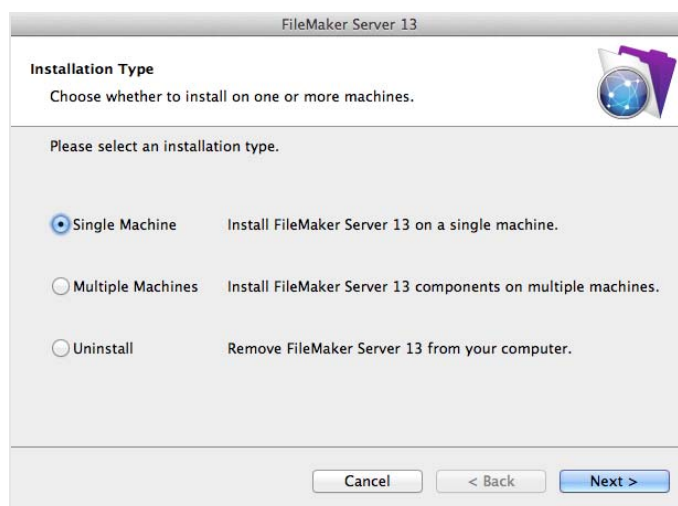 FileMaker Server 13
Installation Type
Choose whether to install on one or more machines.
Please select an installation type.
Single Machine Install FileMaker Server 13 on a single machine.
Multiple Machines Install FileMaker Server 13 components on multiple machines.
Uninstall Remove FileMaker Server 13 from your computer.
Cancel < Back Next >